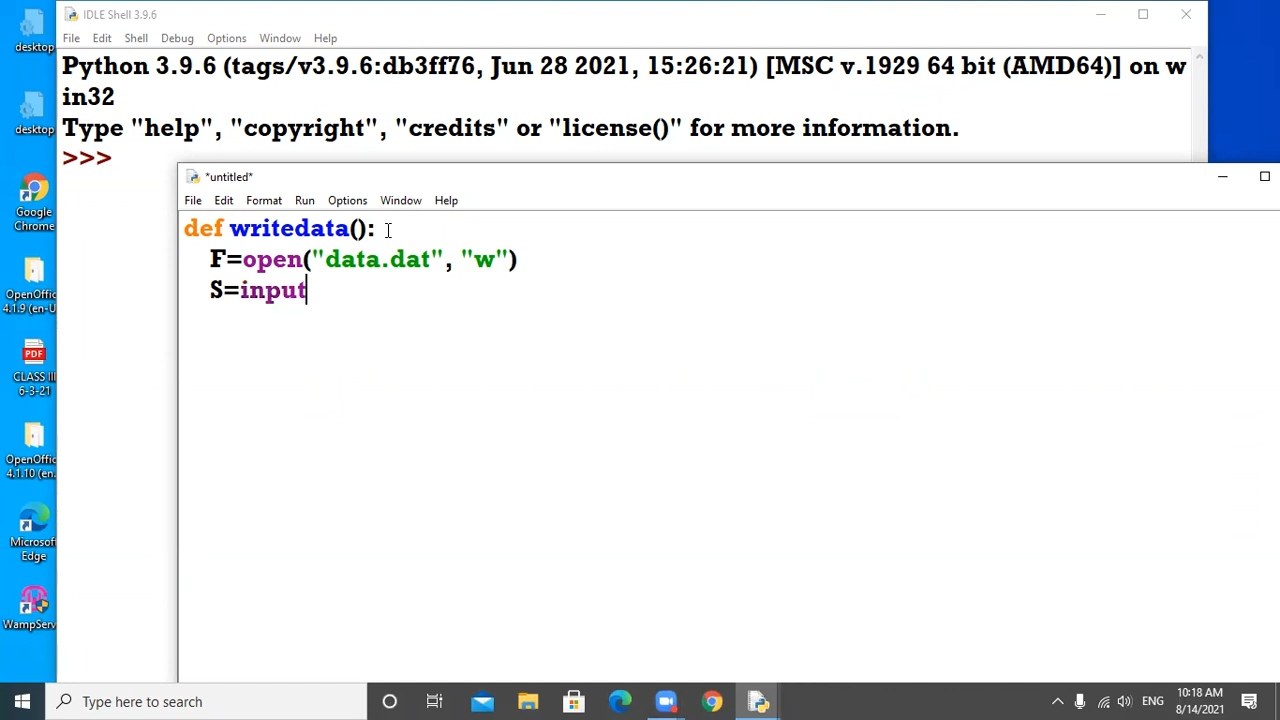 desktop
desktop
Google
Chrome
OpenOffice
4.1.9 (en-U
PDF
CLASS III
6-3-21
OpenOffice
4.1.10 (en.
Microsof
Edge
WampServ
IDLE Shell 3.9.6
File Edit Shell Debug Options Window Help
Python 3.9.6 (tags/v3.9.6:db3ff76, Jun 28 2021, 15:26:21) [MSC v.1929 64 bit (AMD64)] on w
in32
Type "help", "copyright", "credits" or "license()" for more information.
>>>
*untitled*
File Edit Format Run Options Window Help
def writedata():
F=open("data.dat", "w")
S=input
Type here to search
ENG
10:18 AM
8/14/2021